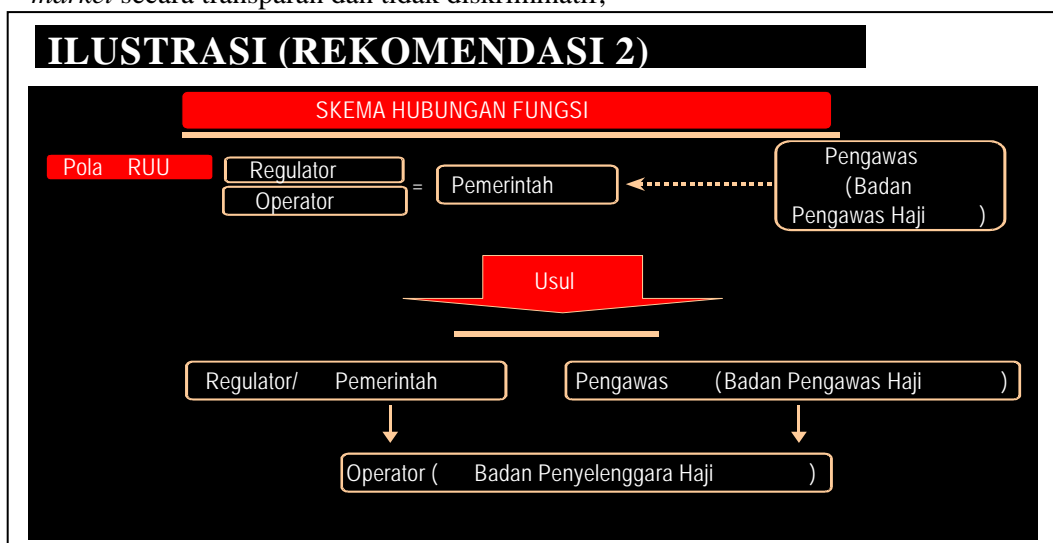 market secara transparan dan tidak diskriminatif;
ILUSTRASI (REKOMENDASI 2)
SKEMA HUBUNGAN FUNGSI
Pola RUU
Regulator
Operator
=
Pemerintah
Pengawas
(Badan
Pengawas Haji )
Usul
Regulator/ Pemerintah
Pengawas (Badan Pengawas Haji )
Operator ( Badan Penyelenggara Haji )